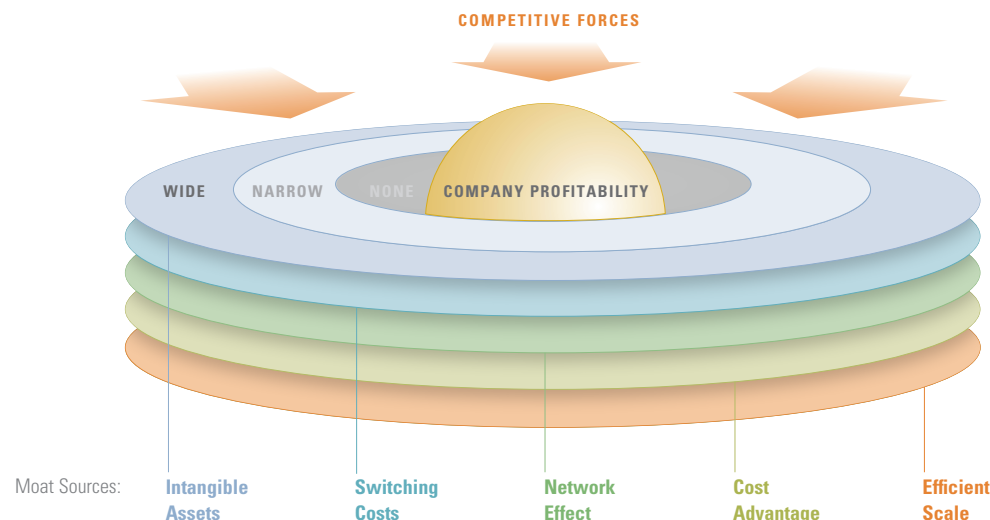 COMPETITIVE FORCES
WIDE NARROW NONE COMPANY PROFITABILITY
Moat Sources: Intangible Switching Network Cost Efficient
Assets Costs Effect Advantage Scale